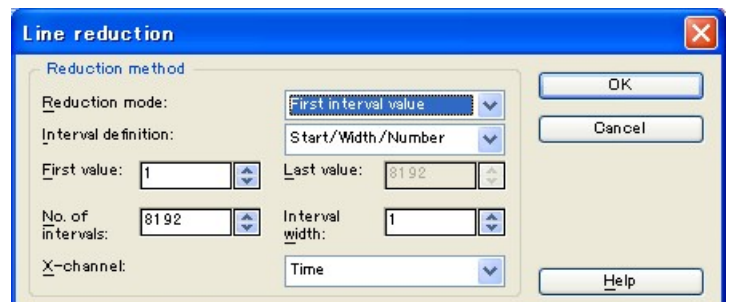 Line reduction
Reduction method
Reduction mode: First interval value
Interval definition: Start/Width/Number
First value: 1 Last value: 8192
No. of intervals: 8192 Interval width: 1
X-channel: Time
OK
Cancel
Help